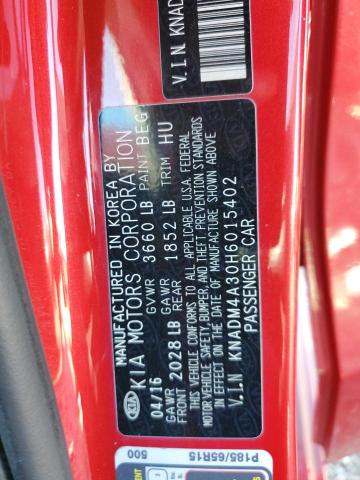 V.I.N KNAD
MANUFACTURED IN KOREA BY
KIA KIA MOTORS CORPORATION
04/16 GVWR 3660 LB PAINT BEG
GAWR FRONT 2028 LB GAWR REAR 1852 LB TRIM HU
THIS VEHICLE CONFORMS TO ALL APPLICABLE U.S.A. FEDERAL
MOTOR VEHICLE SAFETY, BUMPER, AND THEFT PREVENTION STANDARDS
IN EFFECT ON THE DATE OF MANUFACTURE SHOWN ABOVE
V.I.N KNADM4A30H6015402
PASSENGER CAR
P185/65R15
500